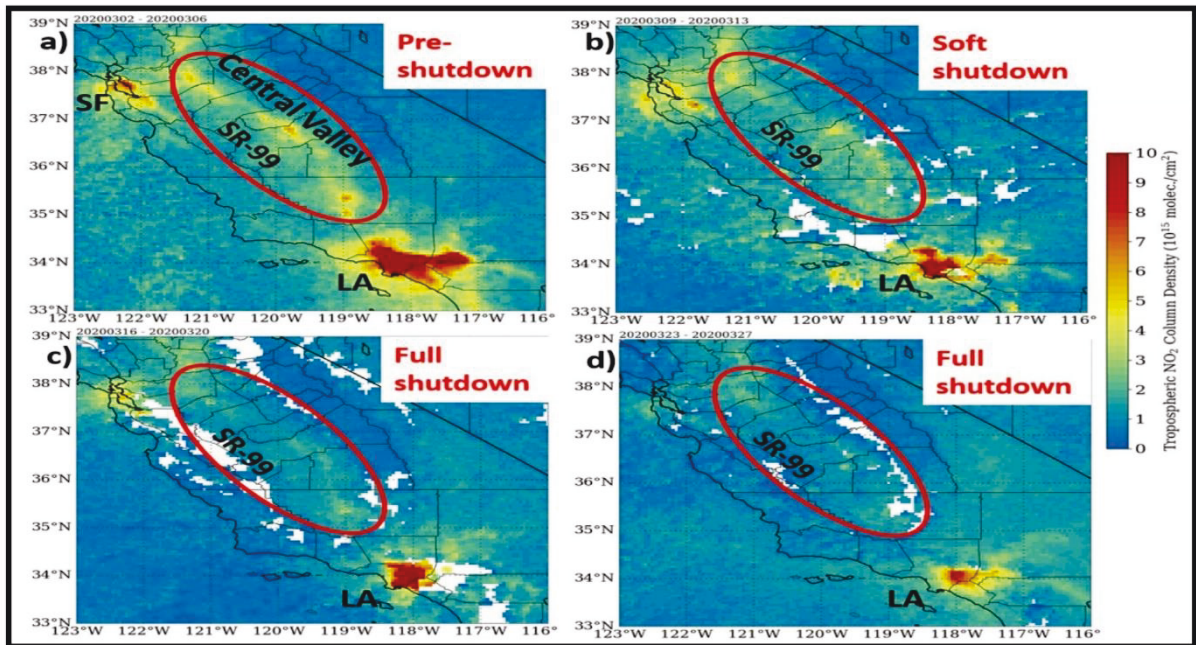 20200302 - 20200306
39°N
38°N
37°N
36°N
35°N
34°N
33°N
a)
Pre-
shutdown
SF
Central Valley
SR-99
LA
123°W 122°W 121°W 120°W 119°W 118°W 117°W 116°
20200309 - 20200313
39°N
38°N
37°N
36°N
35°N
34°N
33°N
b)
Soft
shutdown
SR-99
LA
123°W 122°W 121°W 120°W 119°W 118°W 117°W 116°
20200316 - 20200320
39°N
38°N
37°N
36°N
35°N
34°N
33°N
c)
Full
shutdown
SR-99
LA
123°W 122°W 121°W 120°W 119°W 118°W 117°W 116°
20200323 - 20200327
39°N
38°N
37°N
36°N
35°N
34°N
33°N
d)
Full
shutdown
SR-99
LA
123°W 122°W 121°W 120°W 119°W 118°W 117°W 116°
10
9
8
7
6
5
4
3
2
1
0
Tropospheric NO₂ Column Density (10¹⁵ molec./cm²)